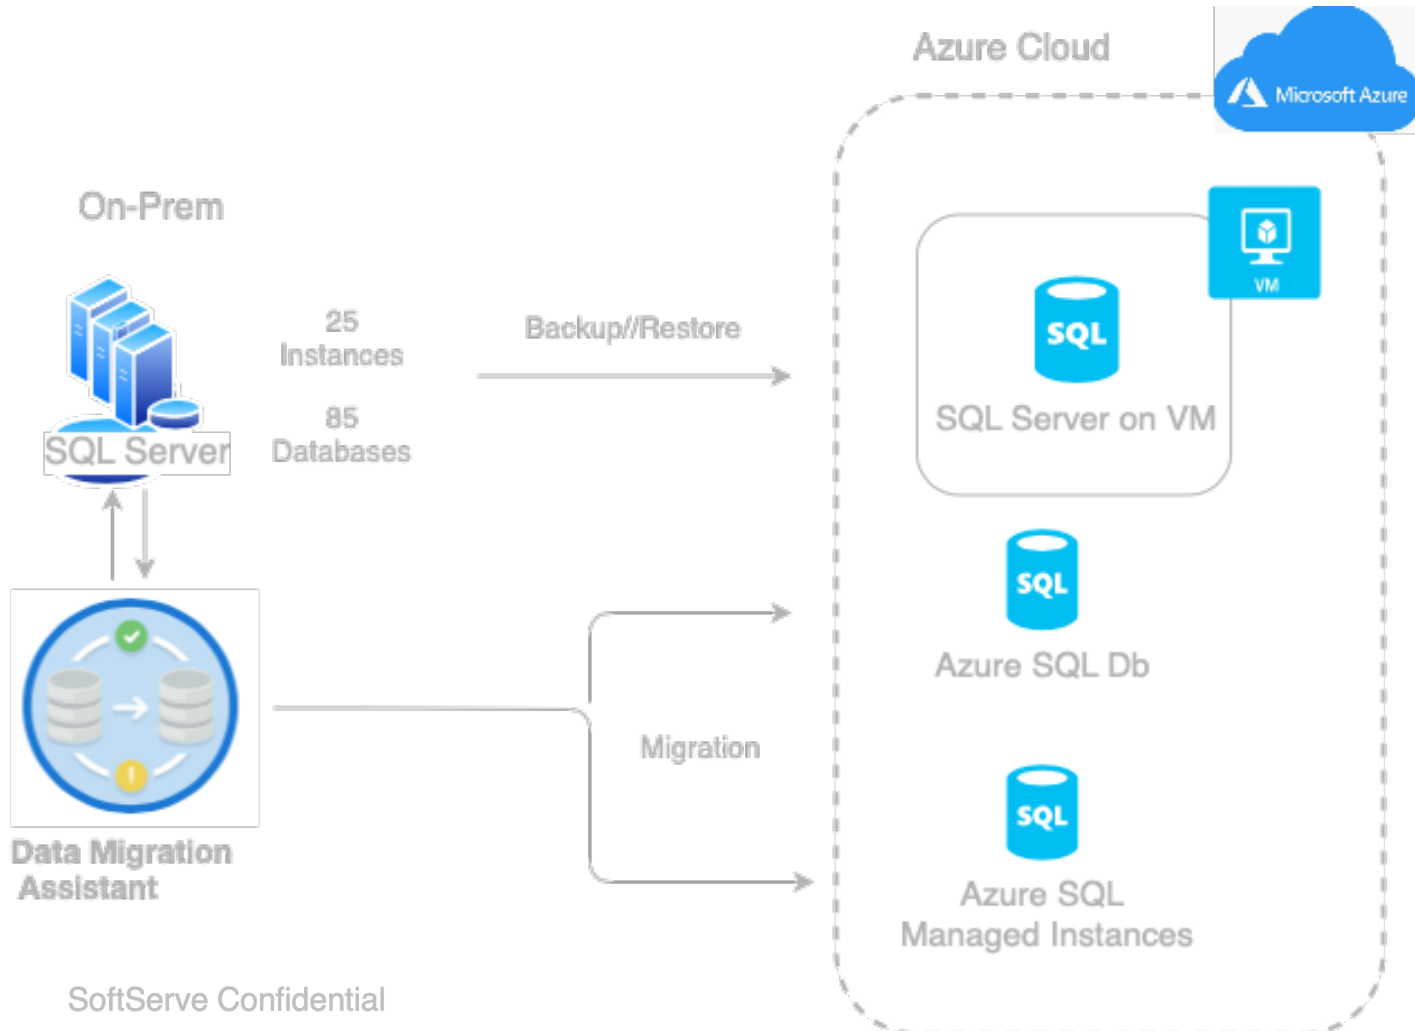 Azure Cloud
Microsoft Azure
On-Prem
VM
25
Instances
Backup//Restore
SQL
SQL Server on VM
85
Databases
SQL Server
SQL
Azure SQL Db
Migration
SQL
Data Migration
Assistant
Azure SQL
Managed Instances
SoftServe Confidential